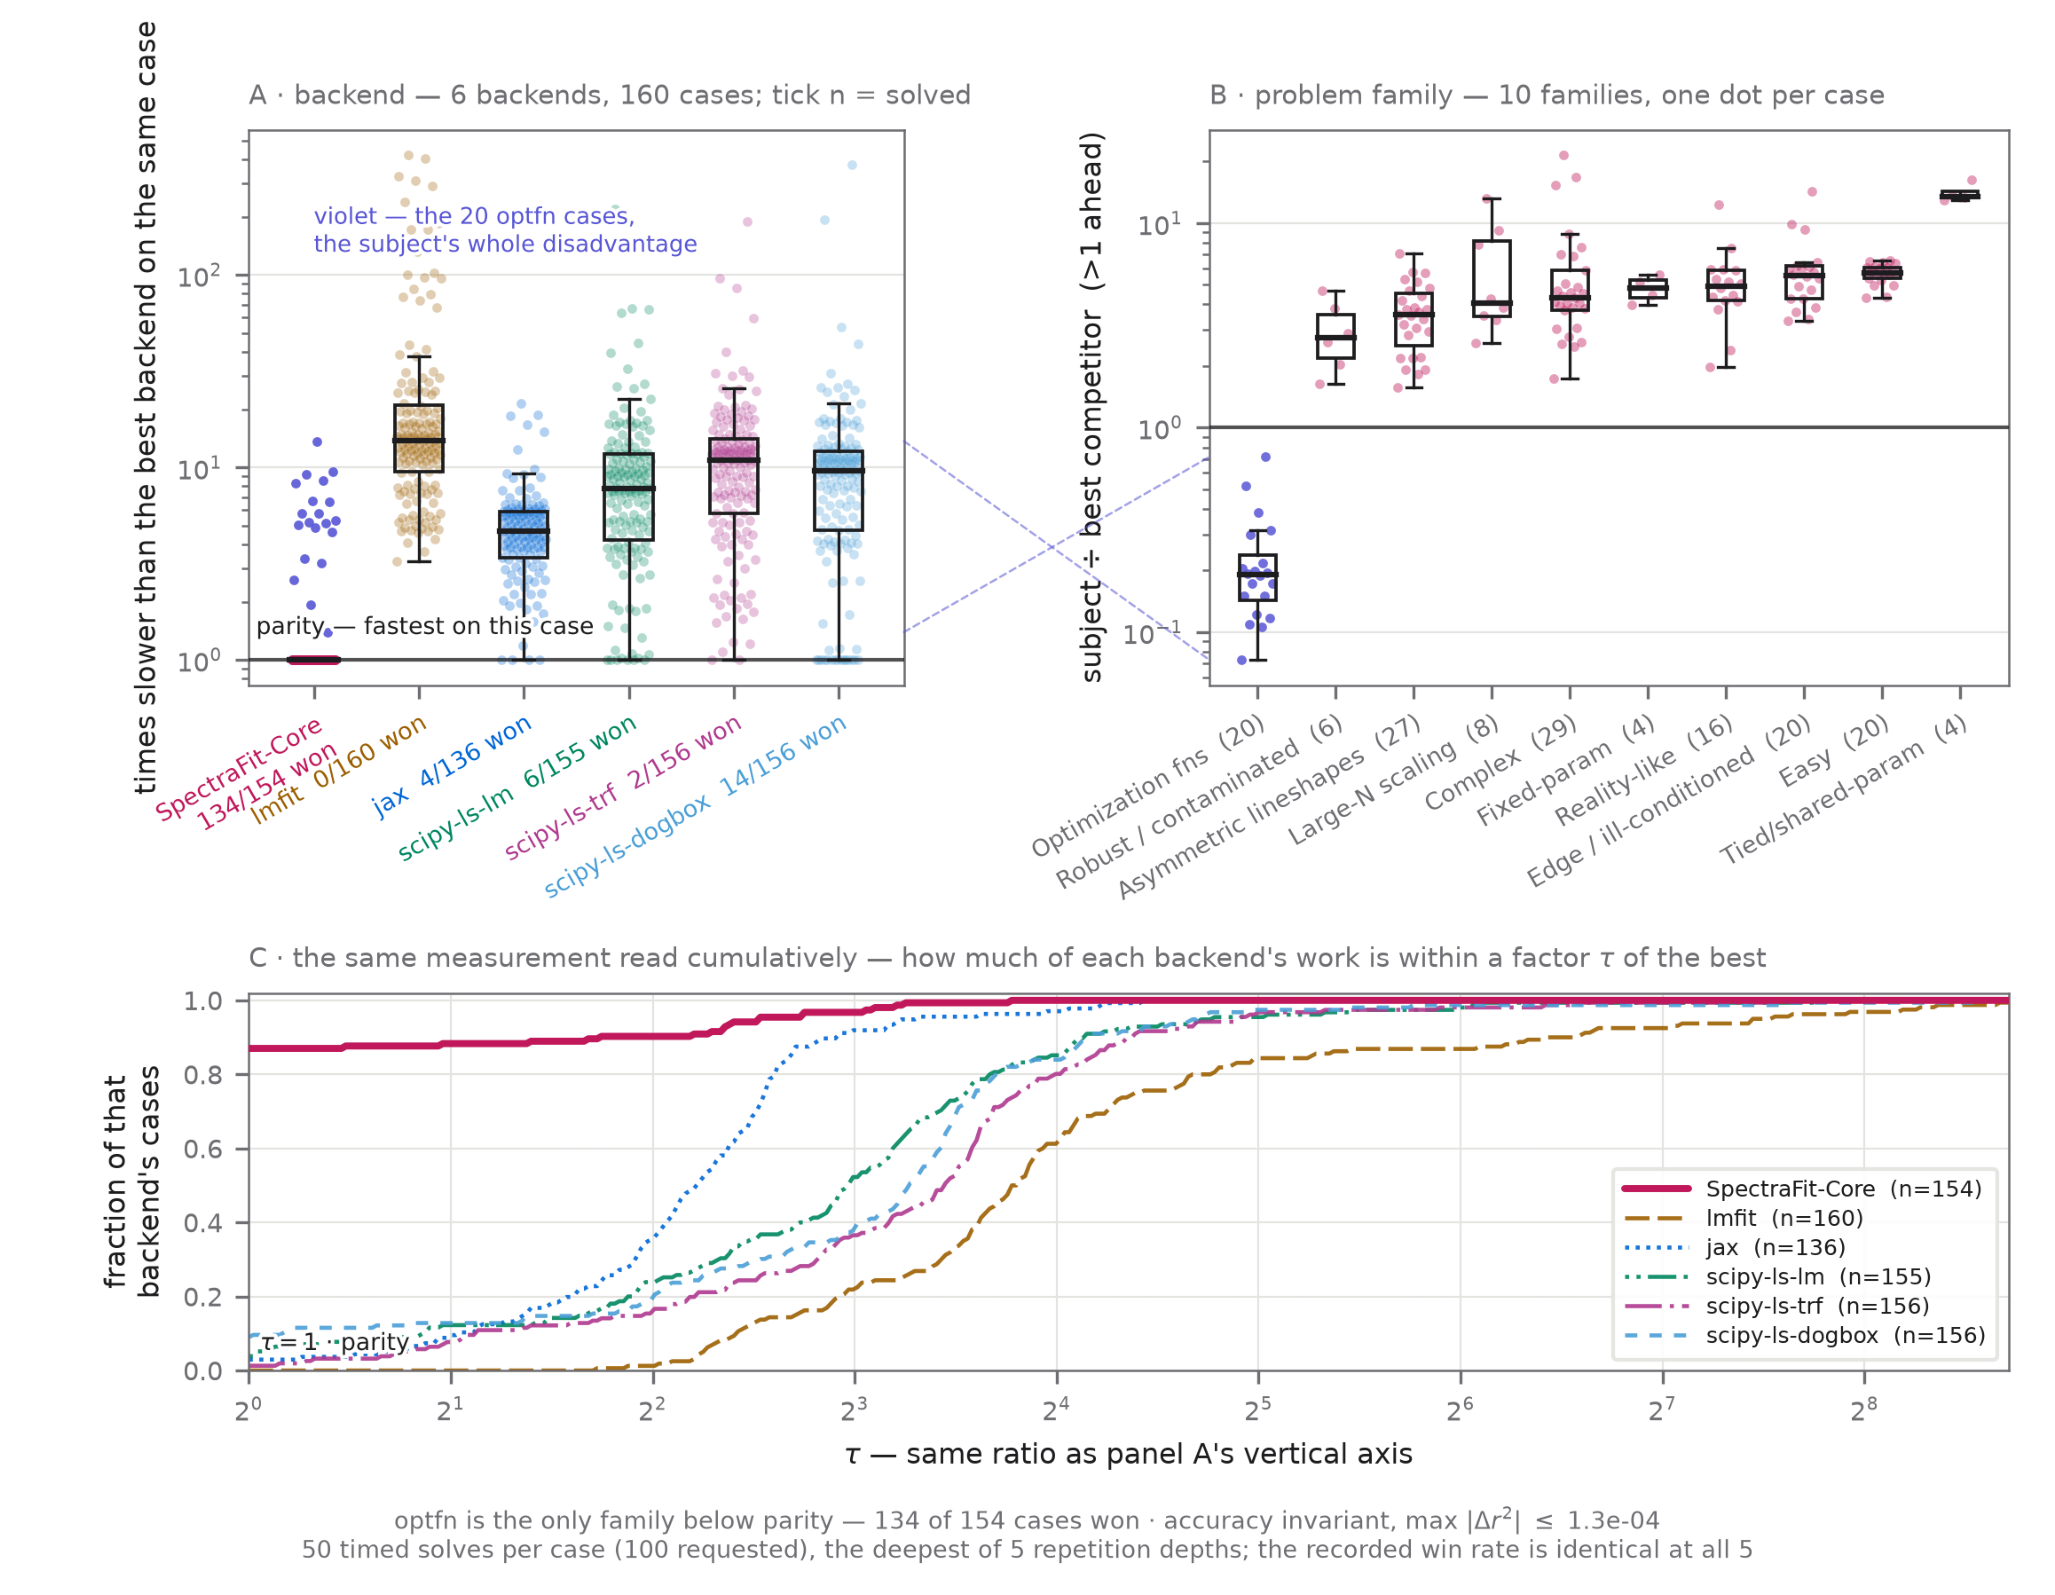 A · backend — 6 backends, 160 cases; tick n = solved
times slower than the best backend on the same case
violet — the 20 optfn cases,
the subject's whole disadvantage
parity — fastest on this case
10²
10¹
10⁰
SpectraFit-Core
134/154 won
lmfit 0/160 won
jax 4/136 won
scipy-ls-lm 6/155 won
scipy-ls-trf 2/156 won
scipy-ls-dogbox 14/156 won
B · problem family — 10 families, one dot per case
subject ÷ best competitor (>1 ahead)
10¹
10⁰
10⁻¹
Optimization fns (20)
Robust / contaminated (6)
Asymmetric lineshapes (27)
Large-N scaling (8)
Complex (29)
Fixed-param (4)
Reality-like (16)
Edge / ill-conditioned (20)
Easy (20)
Tied/shared-param (4)
C · the same measurement read cumulatively — how much of each backend's work is within a factor τ of the best
fraction of that
backend's cases
1.0
0.8
0.6
0.4
0.2
0.0
τ = 1 · parity
SpectraFit-Core (n=154)
lmfit (n=160)
jax (n=136)
scipy-ls-lm (n=155)
scipy-ls-trf (n=156)
scipy-ls-dogbox (n=156)
2⁰ 2¹ 2² 2³ 2⁴ 2⁵ 2⁶ 2⁷ 2⁸
τ — same ratio as panel A's vertical axis
optfn is the only family below parity — 134 of 154 cases won · accuracy invariant, max |Δr²| ≤ 1.3e-04
50 timed solves per case (100 requested), the deepest of 5 repetition depths; the recorded win rate is identical at all 5